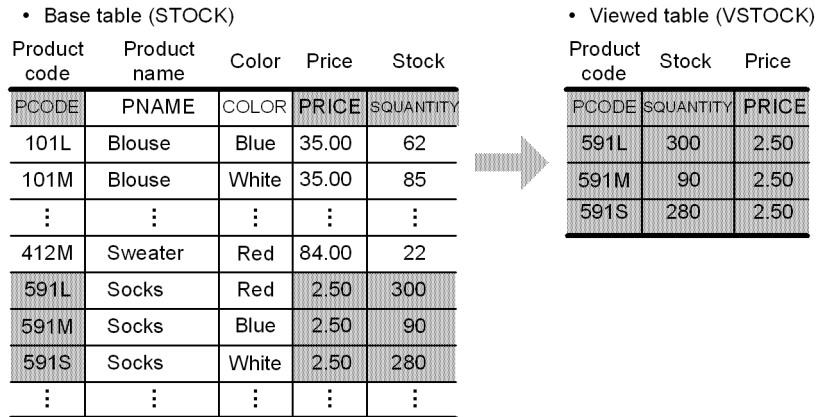 • Base table (STOCK)
Product code Product name Color Price Stock
PCODE PNAME COLOR PRICE SQUANTITY
101L Blouse Blue 35.00 62
101M Blouse White 35.00 85
⋮ ⋮ ⋮ ⋮ ⋮
412M Sweater Red 84.00 22
591L Socks Red 2.50 300
591M Socks Blue 2.50 90
591S Socks White 2.50 280
⋮ ⋮ ⋮ ⋮ ⋮
• Viewed table (VSTOCK)
Product code Stock Price
PCODE SQUANTITY PRICE
591L 300 2.50
591M 90 2.50
591S 280 2.50